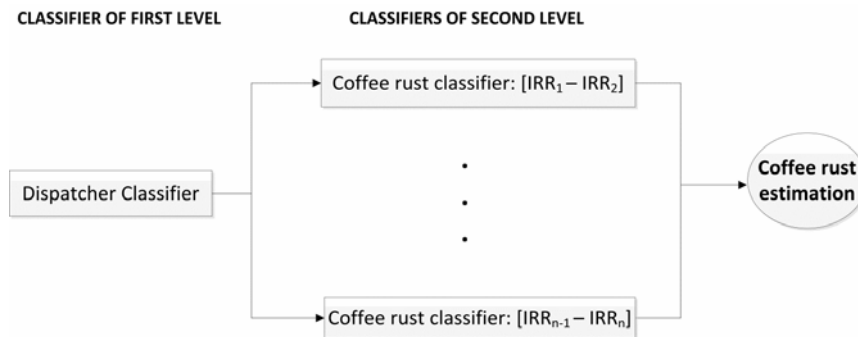 CLASSIFIER OF FIRST LEVEL
CLASSIFIERS OF SECOND LEVEL
Coffee rust classifier: [IRR₁ – IRR₂]
Dispatcher Classifier
Coffee rust
estimation
Coffee rust classifier: [IRRₙ₋₁ – IRRₙ]